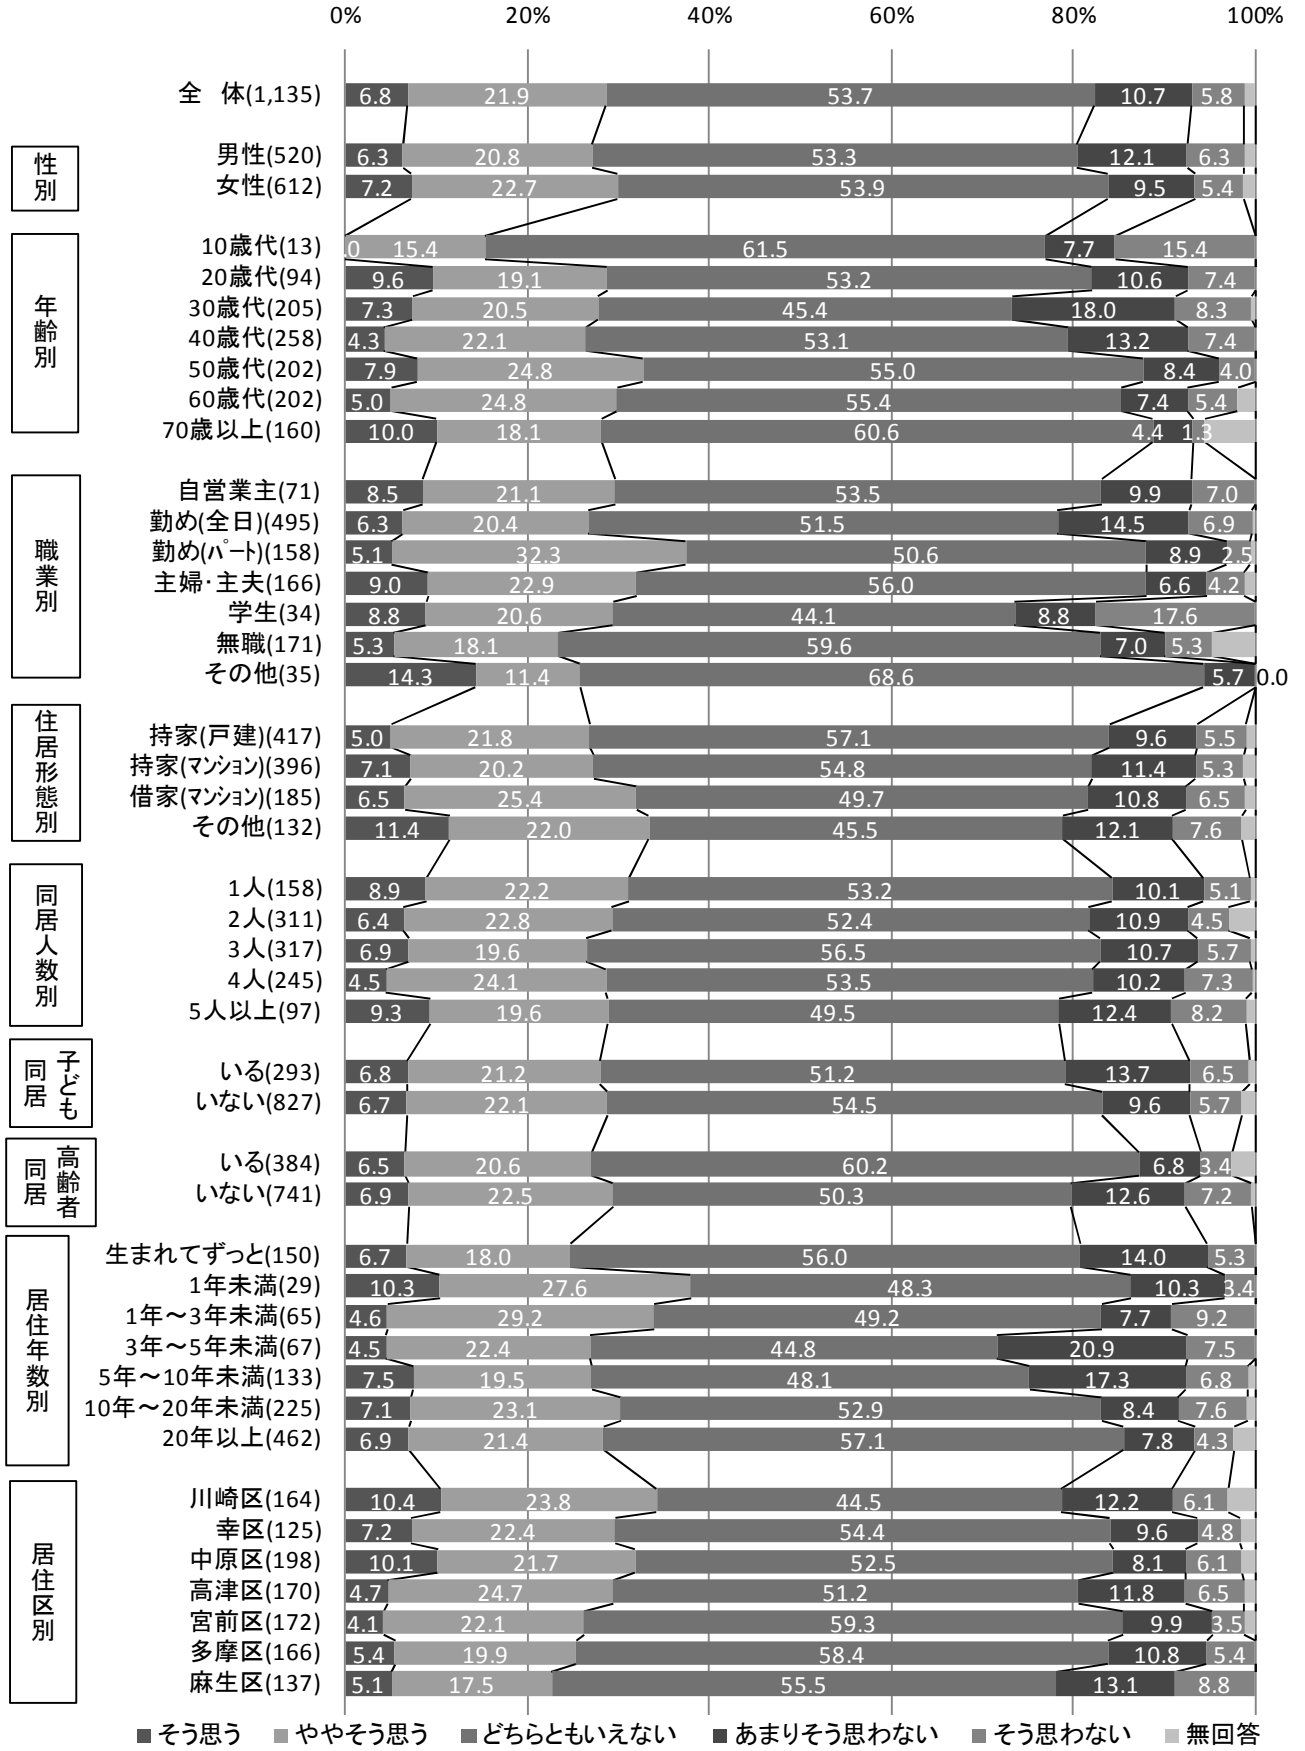 0% 20% 40% 60% 80% 100%
全 体(1,135) 6.8 21.9 53.7 10.7 5.8
性別
男性(520) 6.3 20.8 53.3 12.1 6.3
女性(612) 7.2 22.7 53.9 9.5 5.4
年齢別
10歳代(13) .0 15.4 61.5 7.7 15.4
20歳代(94) 9.6 19.1 53.2 10.6 7.4
30歳代(205) 7.3 20.5 45.4 18.0 8.3
40歳代(258) 4.3 22.1 53.1 13.2 7.4
50歳代(202) 7.9 24.8 55.0 8.4 4.0
60歳代(202) 5.0 24.8 55.4 7.4 5.4
70歳以上(160) 10.0 18.1 60.6 4.4 1.3
職業別
自営業主(71) 8.5 21.1 53.5 9.9 7.0
勤め(全日)(495) 6.3 20.4 51.5 14.5 6.9
勤め(パート)(158) 5.1 32.3 50.6 8.9 2.5
主婦・主夫(166) 9.0 22.9 56.0 6.6 4.2
学生(34) 8.8 20.6 44.1 8.8 17.6
無職(171) 5.3 18.1 59.6 7.0 5.3
その他(35) 14.3 11.4 68.6 5.7 0.0
住居形態別
持家(戸建)(417) 5.0 21.8 57.1 9.6 5.5
持家(マンション)(396) 7.1 20.2 54.8 11.4 5.3
借家(マンション)(185) 6.5 25.4 49.7 10.8 6.5
その他(132) 11.4 22.0 45.5 12.1 7.6
同居人数別
1人(158) 8.9 22.2 53.2 10.1 5.1
2人(311) 6.4 22.8 52.4 10.9 4.5
3人(317) 6.9 19.6 56.5 10.7 5.7
4人(245) 4.5 24.1 53.5 10.2 7.3
5人以上(97) 9.3 19.6 49.5 12.4 8.2
子ども
同居
いる(293) 6.8 21.2 51.2 13.7 6.5
いない(827) 6.7 22.1 54.5 9.6 5.7
高齢者
同居
いる(384) 6.5 20.6 60.2 6.8 3.4
いない(741) 6.9 22.5 50.3 12.6 7.2
居住年数別
生まれてずっと(150) 6.7 18.0 56.0 14.0 5.3
1年未満(29) 10.3 27.6 48.3 10.3 3.4
1年～3年未満(65) 4.6 29.2 49.2 7.7 9.2
3年～5年未満(67) 4.5 22.4 44.8 20.9 7.5
5年～10年未満(133) 7.5 19.5 48.1 17.3 6.8
10年～20年未満(225) 7.1 23.1 52.9 8.4 7.6
20年以上(462) 6.9 21.4 57.1 7.8 4.3
居住区別
川崎区(164) 10.4 23.8 44.5 12.2 6.1
幸区(125) 7.2 22.4 54.4 9.6 4.8
中原区(198) 10.1 21.7 52.5 8.1 6.1
高津区(170) 4.7 24.7 51.2 11.8 6.5
宮前区(172) 4.1 22.1 59.3 9.9 3.5
多摩区(166) 5.4 19.9 58.4 10.8 5.4
麻生区(137) 5.1 17.5 55.5 13.1 8.8
そう思う ややそう思う どちらともいえない あまりそう思わない そう思わない 無回答